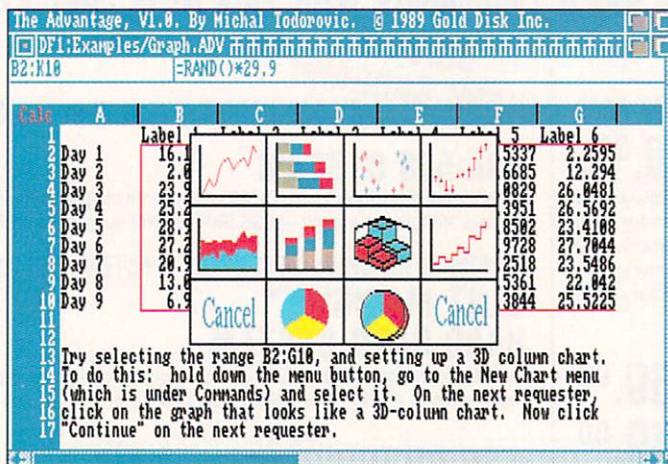 The Advantage, V1.0. By Michal Todorovic. © 1989 Gold Disk Inc.
DF1:Examples/Graph.ADV
B2:K10 =RAND()*29.9
Calc A B C D E F G
1 Label 5 Label 6
2 Day 1 16.1 .5337 2.2595
3 Day 2 2.0 .6685 12.294
4 Day 3 23.9 .0829 26.0481
5 Day 4 25.2 .3951 26.5692
6 Day 5 28.9 .8502 23.4108
7 Day 6 27.2 .9728 27.7044
8 Day 7 20.9 .2518 23.5486
9 Day 8 13.0 .5361 22.042
10 Day 9 6.9 .3844 25.5225
11 Cancel Cancel
12
13 Try selecting the range B2:G10, and setting up a 3D column chart.
14 To do this: hold down the menu button, go to the New Chart menu
15 (which is under Commands) and select it. On the next requester,
16 click on the graph that looks like a 3D-column chart. Now click
17 "Continue" on the next requester.